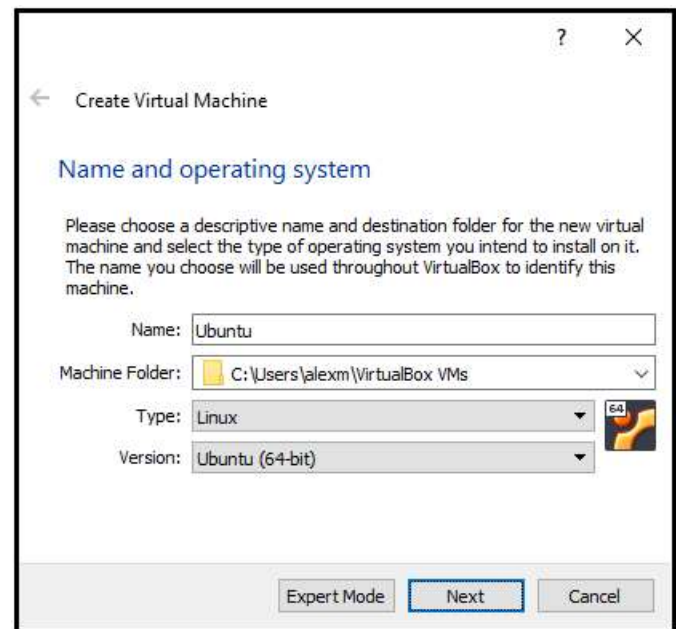 ?
Create Virtual Machine
Name and operating system
Please choose a descriptive name and destination folder for the new virtual
machine and select the type of operating system you intend to install on it.
The name you choose will be used throughout VirtualBox to identify this
machine.
Name: Ubuntu
Machine Folder: C:\Users\alexm\VirtualBox VMs
Type: Linux
64
Version: Ubuntu (64-bit)
Expert Mode Next Cancel